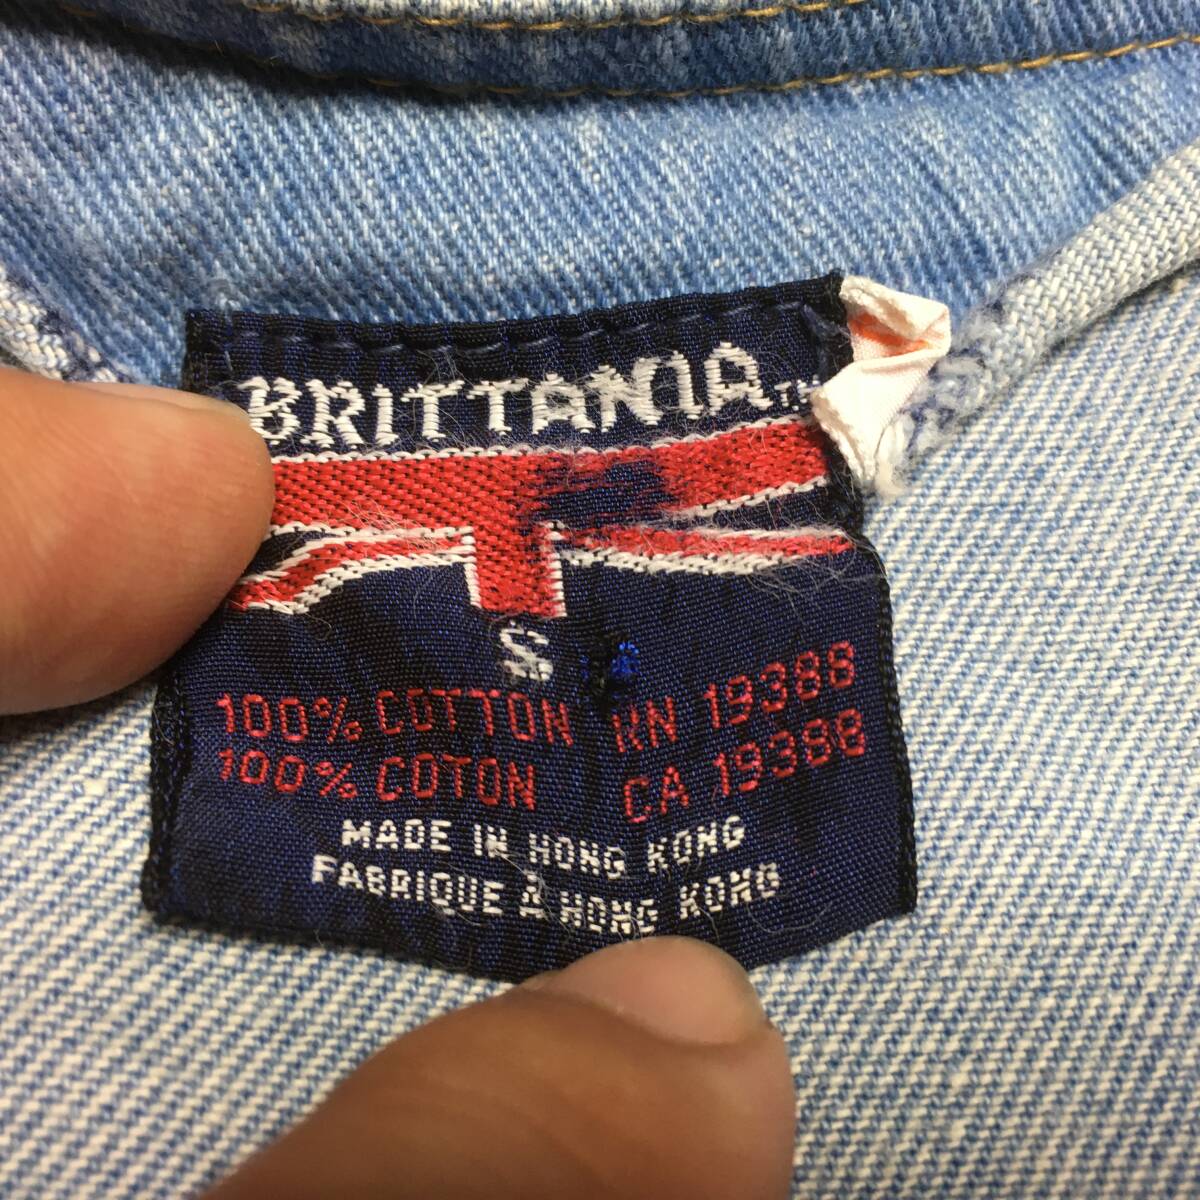 BRITTANIA TM
S
100% COTTON RN 19388
100% COTON CA 19388
MADE IN HONG KONG
FABRIQUE À HONG KONG